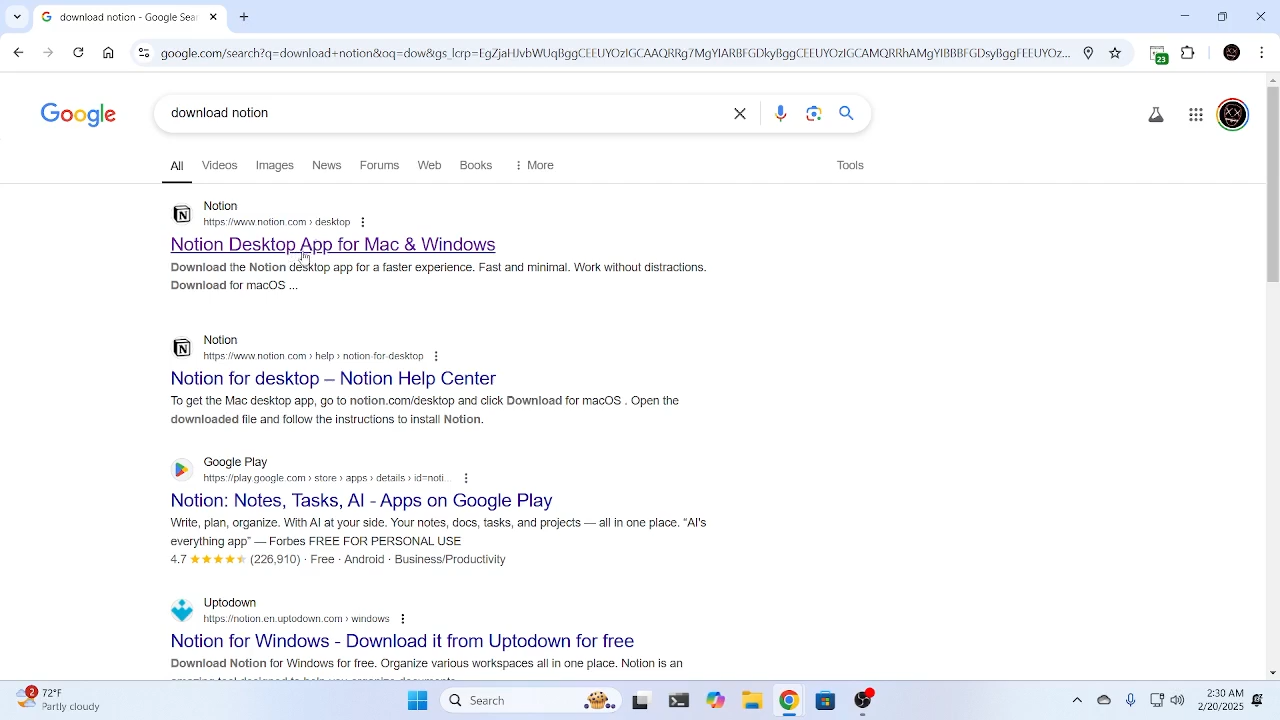 download notion - Google Sear
google.com/search?q=download+notion&oq=dow&gs_lcrp=
23
Google
download notion
All Videos Images News Forums Web Books More Tools
Notion
https://www.notion.com › desktop
Notion Desktop App for Mac & Windows
Download the Notion desktop app for a faster experience. Fast and minimal. Work without distractions.
Download for macOS ...
Notion
https://www.notion.com › help › notion-for-desktop
Notion for desktop – Notion Help Center
To get the Mac desktop app, go to notion.com/desktop and click Download for macOS . Open the
downloaded file and follow the instructions to install Notion.
Google Play
https://play.google.com › store › apps › details › id=noti...
Notion: Notes, Tasks, AI - Apps on Google Play
Write, plan, organize. With AI at your side. Your notes, docs, tasks, and projects — all in one place. “AI's
everything app” — Forbes FREE FOR PERSONAL USE
4.7 (226,910) · Free · Android · Business/Productivity
Uptodown
https://notion.en.uptodown.com › windows
Notion for Windows - Download it from Uptodown for free
Download Notion for Windows for free. Organize various workspaces all in one place. Notion is an
2
72°F
Partly cloudy
Search
2:30 AM
2/20/2025